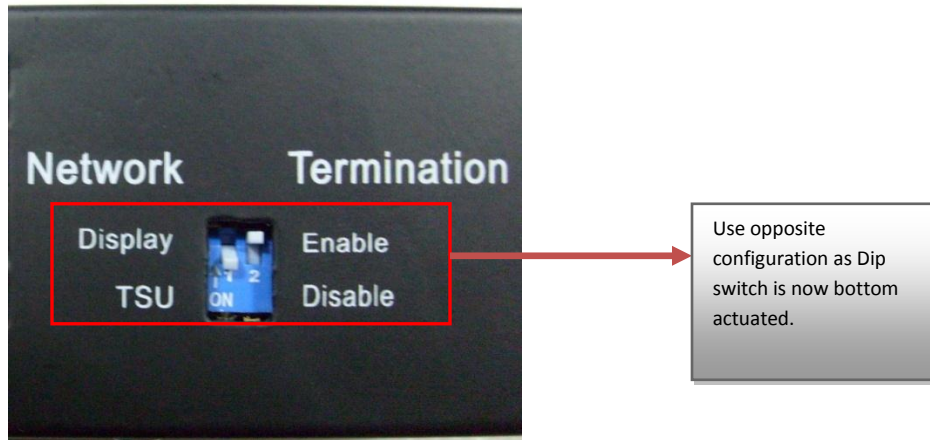 Network Termination
Display Enable
1 2
TSU Disable
ON
Use opposite
configuration as Dip
switch is now bottom
actuated.